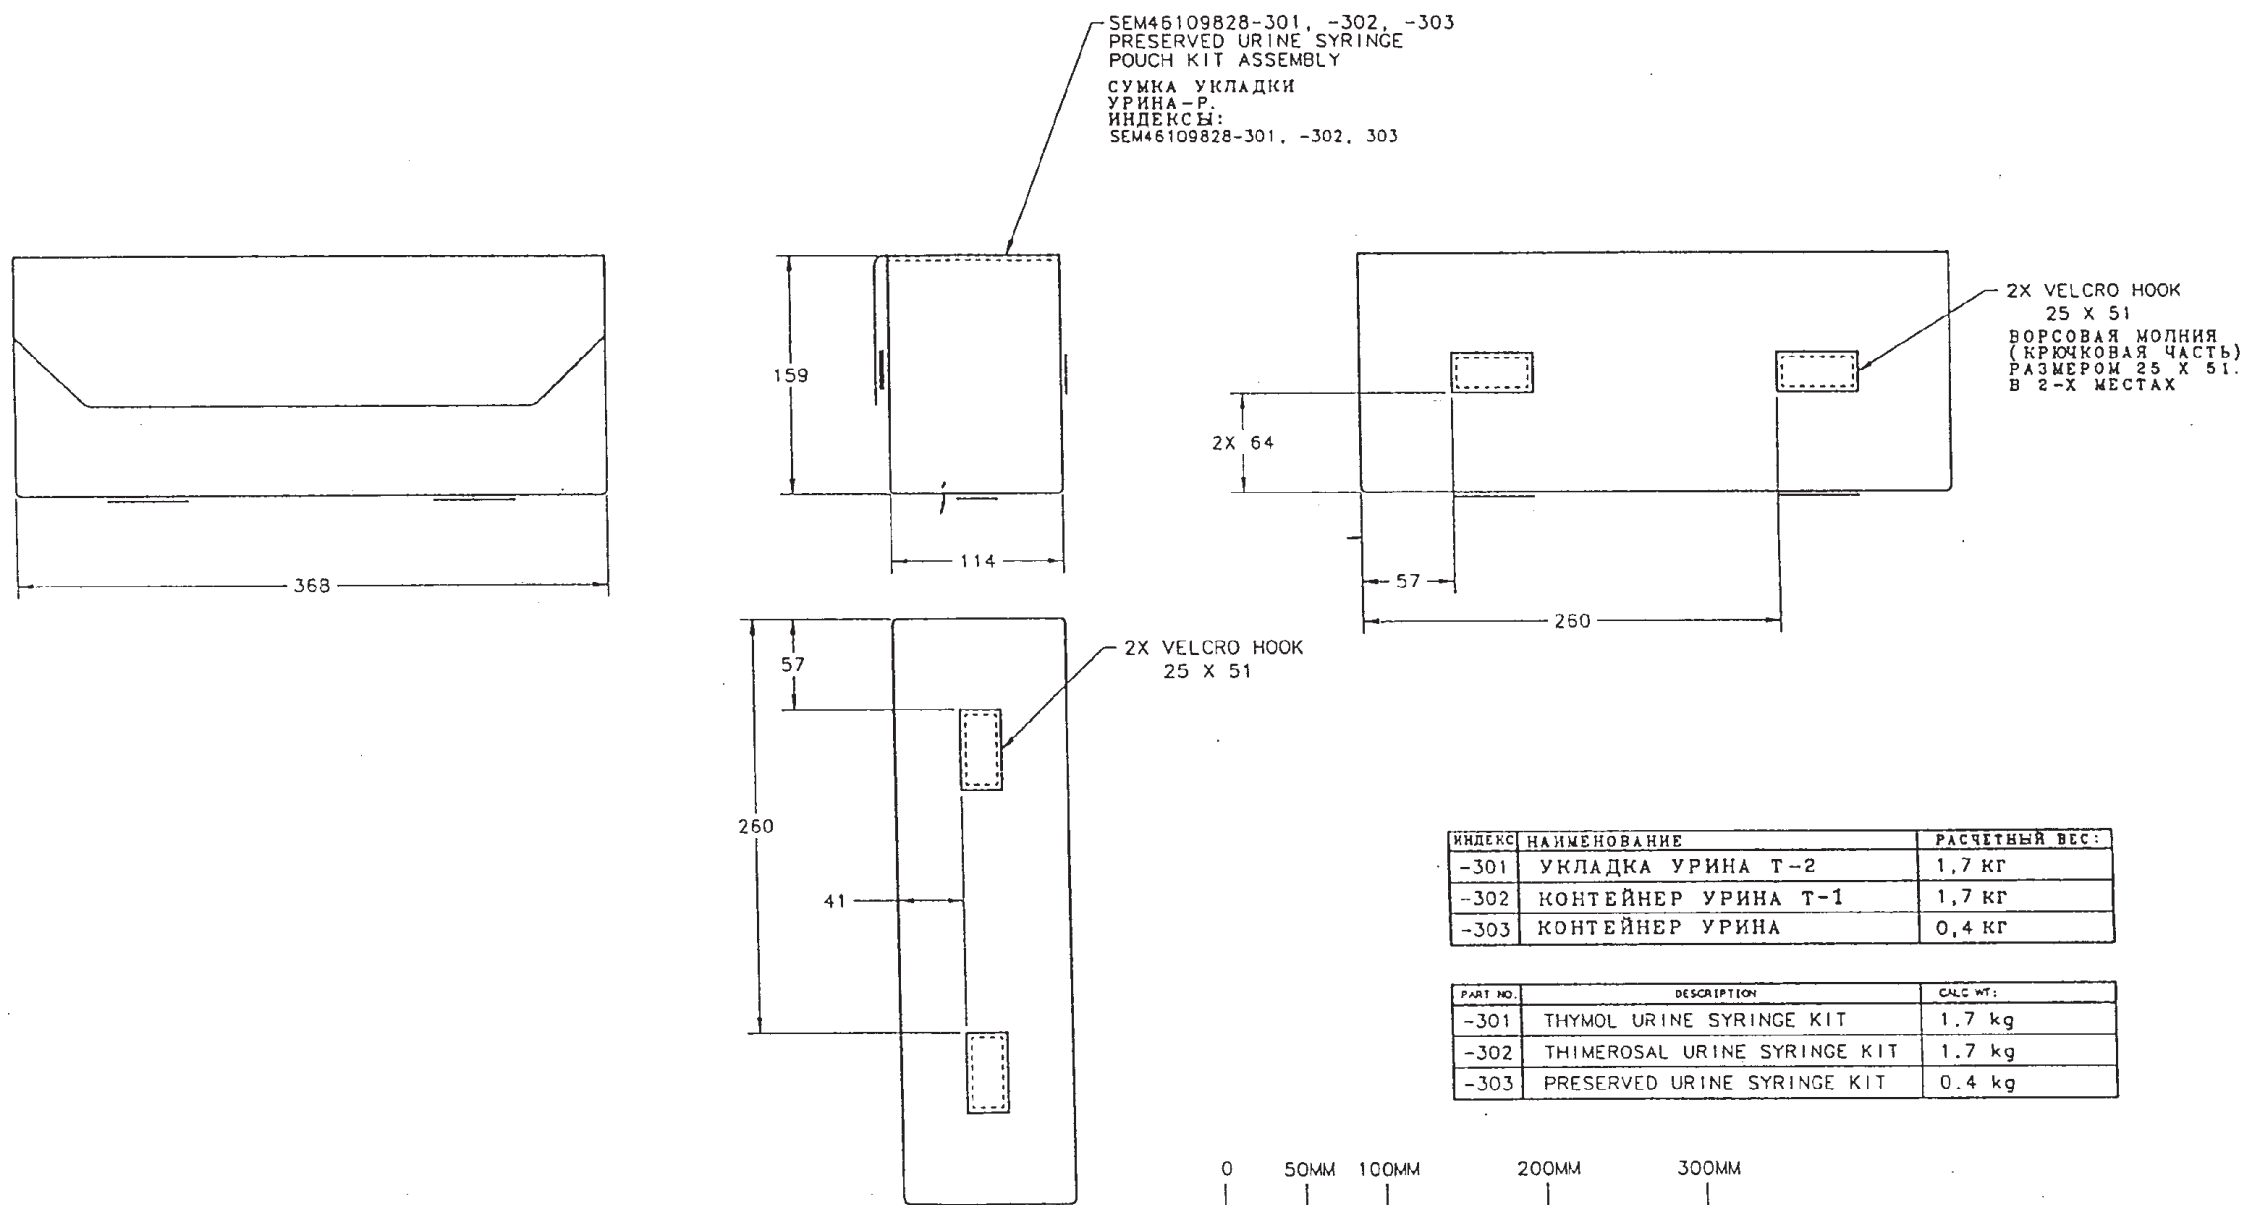 SEM46109828-301, -302, -303
PRESERVED URINE SYRINGE
POUCH KIT ASSEMBLY
СУМКА УКЛАДКИ
УРИНА-Р.
ИНДЕКСЫ:
SEM46109828-301, -302, 303
2X VELCRO HOOK
25 X 51
ВОРСОВАЯ МОЛНИЯ
(КРЮЧКОВАЯ ЧАСТЬ)
РАЗМЕРОМ 25 X 51.
В 2-Х МЕСТАХ
159
2X 64
114
368
57
260
57
2X VELCRO HOOK
25 X 51
260
41
ИНДЕКС НАИМЕНОВАНИЕ РАСЧЕТНЫЙ ВЕС:
-301 УКЛАДКА УРИНА Т-2 1,7 КГ
-302 КОНТЕЙНЕР УРИНА Т-1 1,7 КГ
-303 КОНТЕЙНЕР УРИНА 0,4 КГ
PART NO. DESCRIPTION CALC WT:
-301 THYMOL URINE SYRINGE KIT 1.7 kg
-302 THIMEROSAL URINE SYRINGE KIT 1.7 kg
-303 PRESERVED URINE SYRINGE KIT 0.4 kg
0 50MM 100MM 200MM 300MM